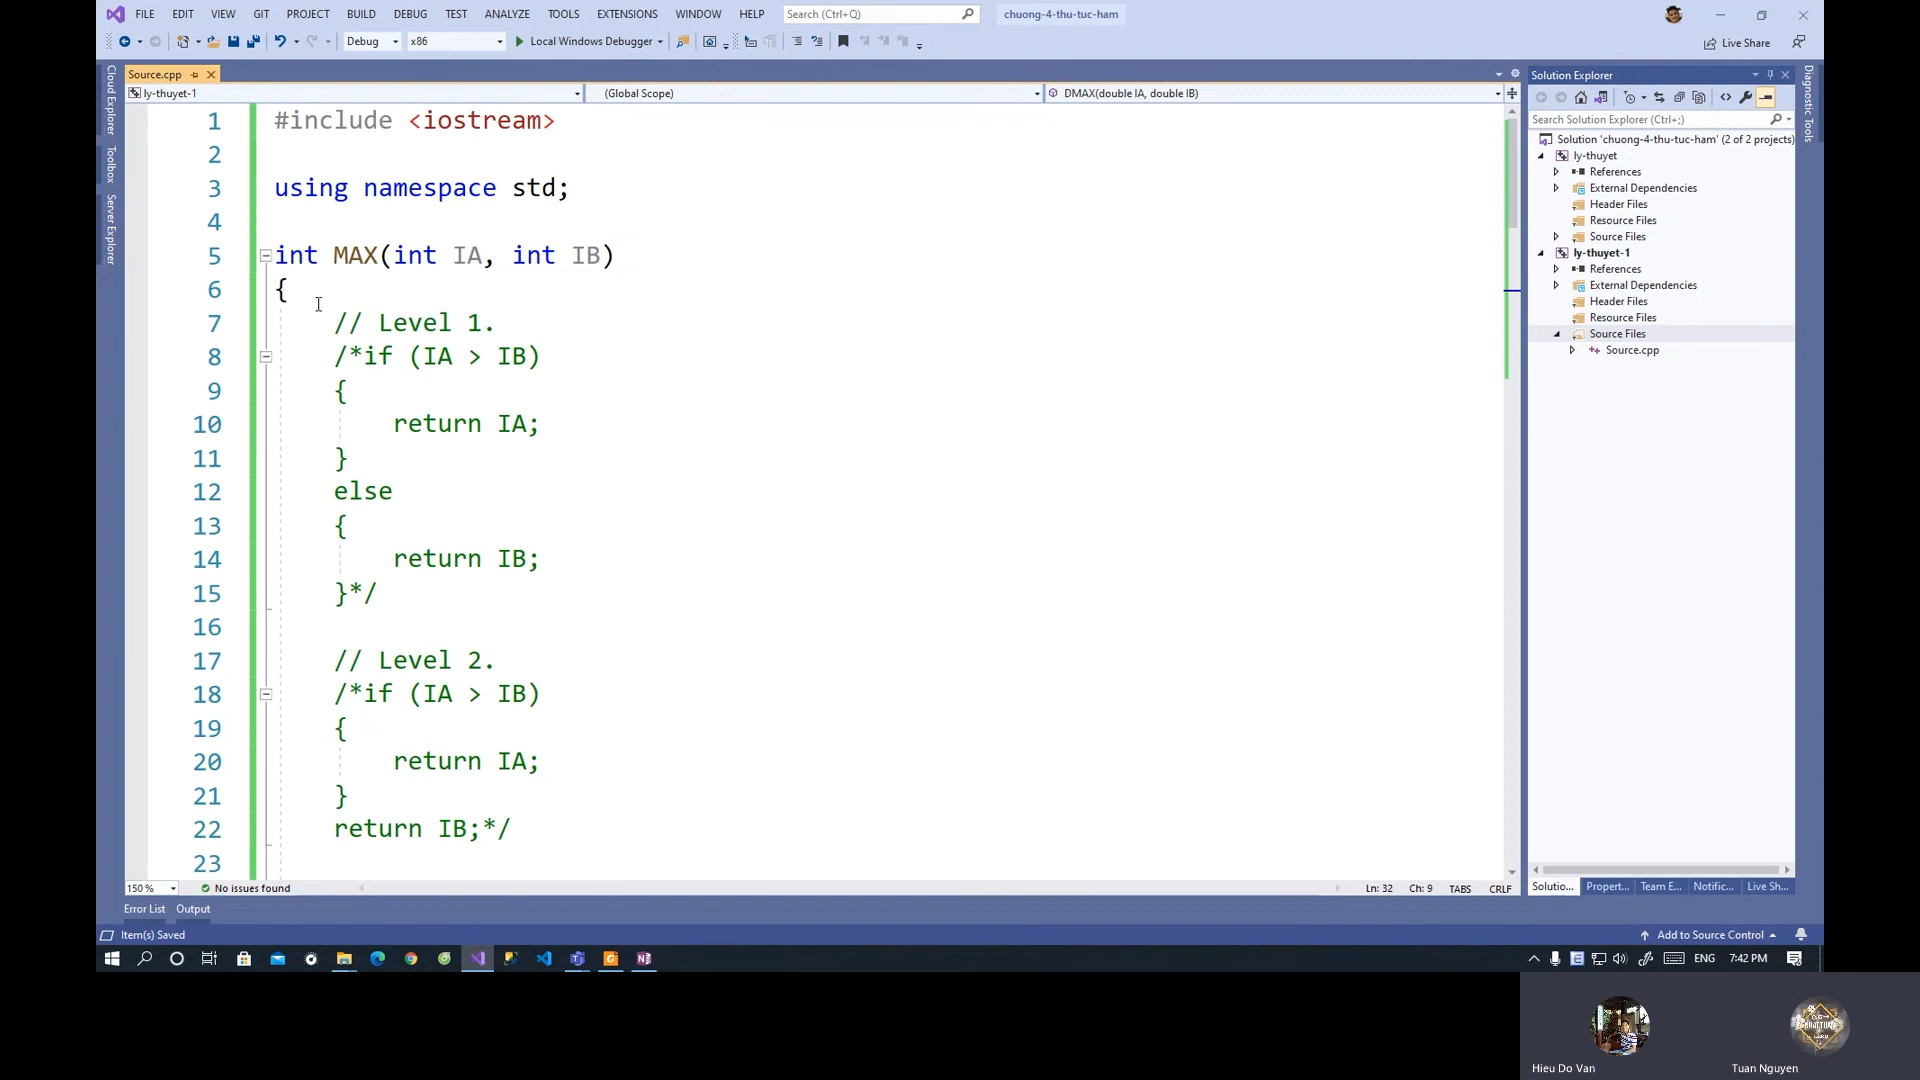 FILE EDIT VIEW GIT PROJECT BUILD DEBUG TEST ANALYZE TOOLS EXTENSIONS WINDOW HELP Search (Ctrl+Q) chuong-4-thu-tuc-ham
Debug x86 Local Windows Debugger Live Share
Source.cpp
ly-thuyet-1 (Global Scope) DMAX(double IA, double IB)
Cloud Explorer
Toolbox
Server Explorer
1 #include <iostream>
2
3 using namespace std;
4
5 int MAX(int IA, int IB)
6 {
7 // Level 1.
8 /*if (IA > IB)
9 {
10 return IA;
11 }
12 else
13 {
14 return IB;
15 }*/
16
17 // Level 2.
18 /*if (IA > IB)
19 {
20 return IA;
21 }
22 return IB;*/
23
150 % No issues found Ln: 32 Ch: 9 TABS CRLF
Error List Output
Item(s) Saved Add to Source Control
Solution Explorer
Search Solution Explorer (Ctrl+;)
Solution 'chuong-4-thu-tuc-ham' (2 of 2 projects)
ly-thuyet
References
External Dependencies
Header Files
Resource Files
Source Files
ly-thuyet-1
References
External Dependencies
Header Files
Resource Files
Source Files
Source.cpp
Solutio... Propert... Team E... Notific... Live Sh...
Diagnostic Tools
ENG 7:42 PM
Hieu Do Van Tuan Nguyen